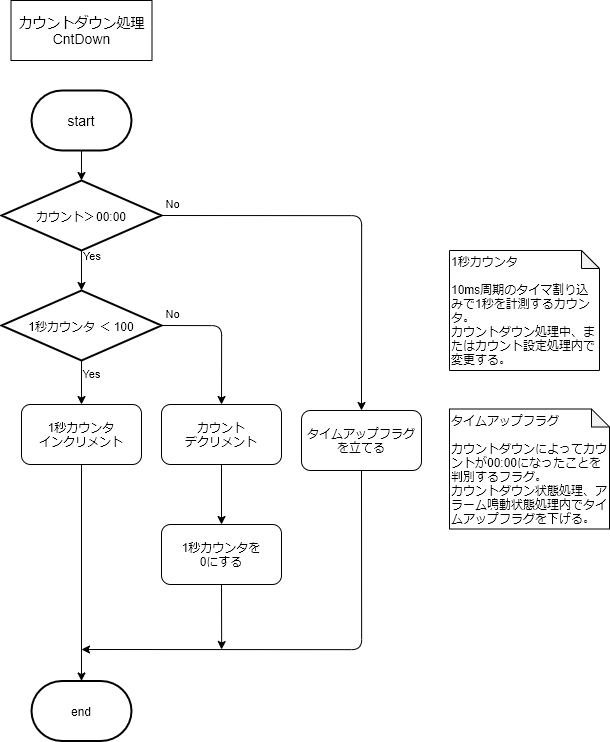 カウントダウン処理
CntDown
start
カウント＞00:00
No
Yes
1秒カウンタ ＜ 100
No
Yes
1秒カウンタ
インクリメント
カウント
デクリメント
タイムアップフラグ
を立てる
1秒カウンタを
0にする
end
1秒カウンタ
10ms周期のタイマ割り込
みで1秒を計測するカウン
タ。
カウントダウン処理中、ま
たはカウント設定処理内で
変更する。
タイムアップフラグ
カウントダウンによってカウ
ントが00:00になったことを
判別するフラグ。
カウントダウン状態処理、ア
ラーム鳴動状態処理内でタイ
ムアップフラグを下げる。